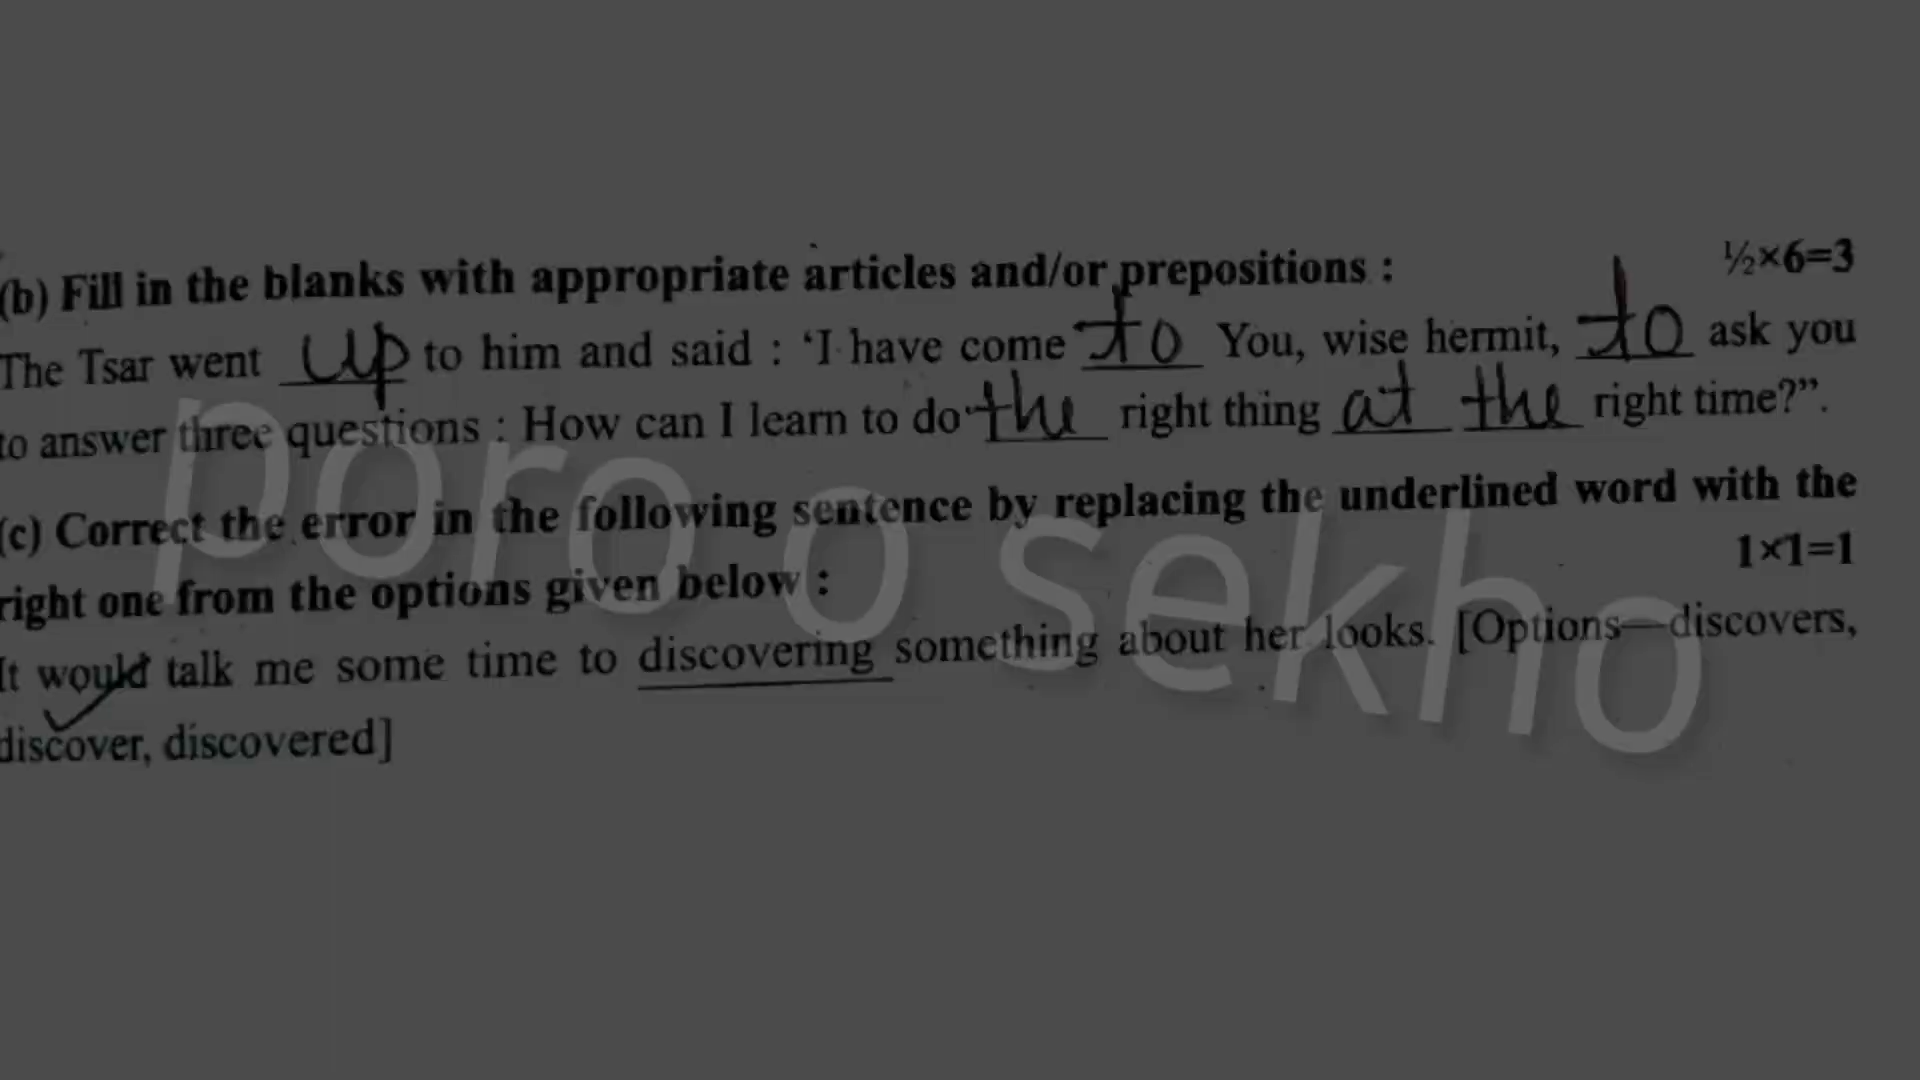 (b) Fill in the blanks with appropriate articles and/or prepositions : ½×6=3
The Tsar went up to him and said : ‘I have come to You, wise hermit, to ask you
to answer three questions : How can I learn to do the right thing at the right time?”.
(c) Correct the error in the following sentence by replacing the underlined word with the
right one from the options given below : 1×1=1
It would talk me some time to discovering something about her looks. [Options—discovers,
discover, discovered]
poro o sekho